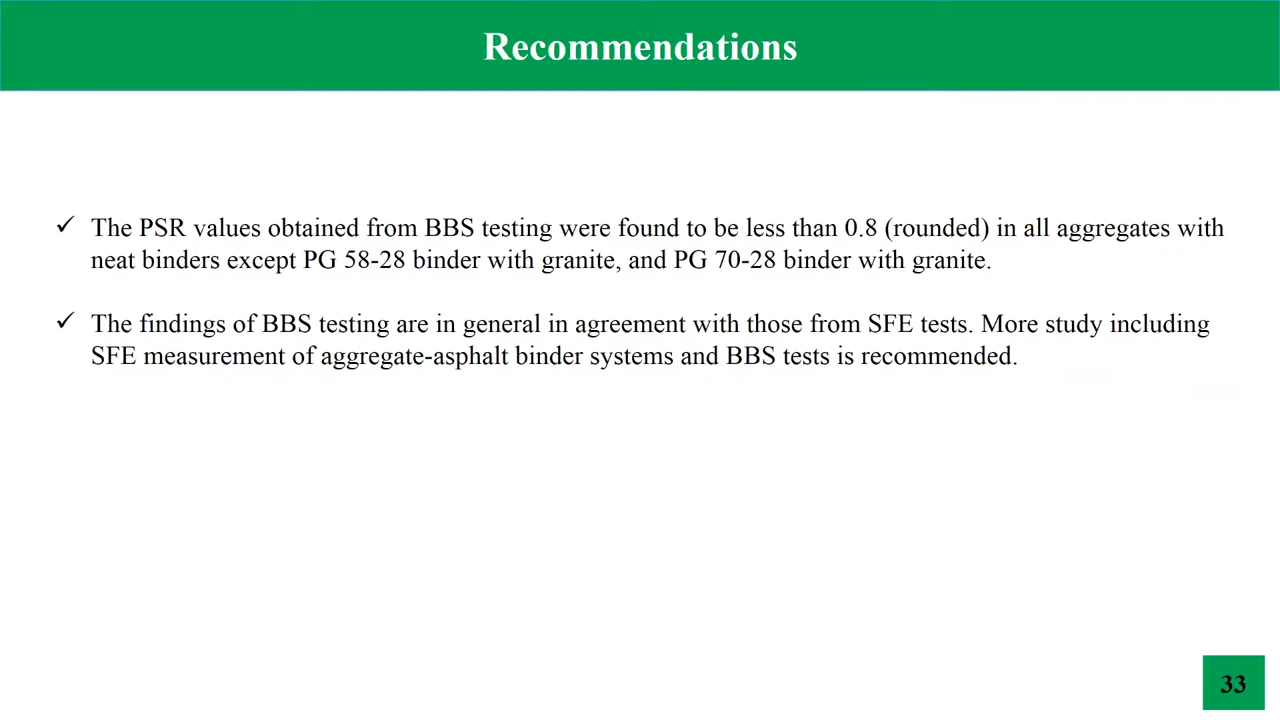 Recommendations
✓ The PSR values obtained from BBS testing were found to be less than 0.8 (rounded) in all aggregates with
neat binders except PG 58-28 binder with granite, and PG 70-28 binder with granite.
✓ The findings of BBS testing are in general in agreement with those from SFE tests. More study including
SFE measurement of aggregate-asphalt binder systems and BBS tests is recommended.
33